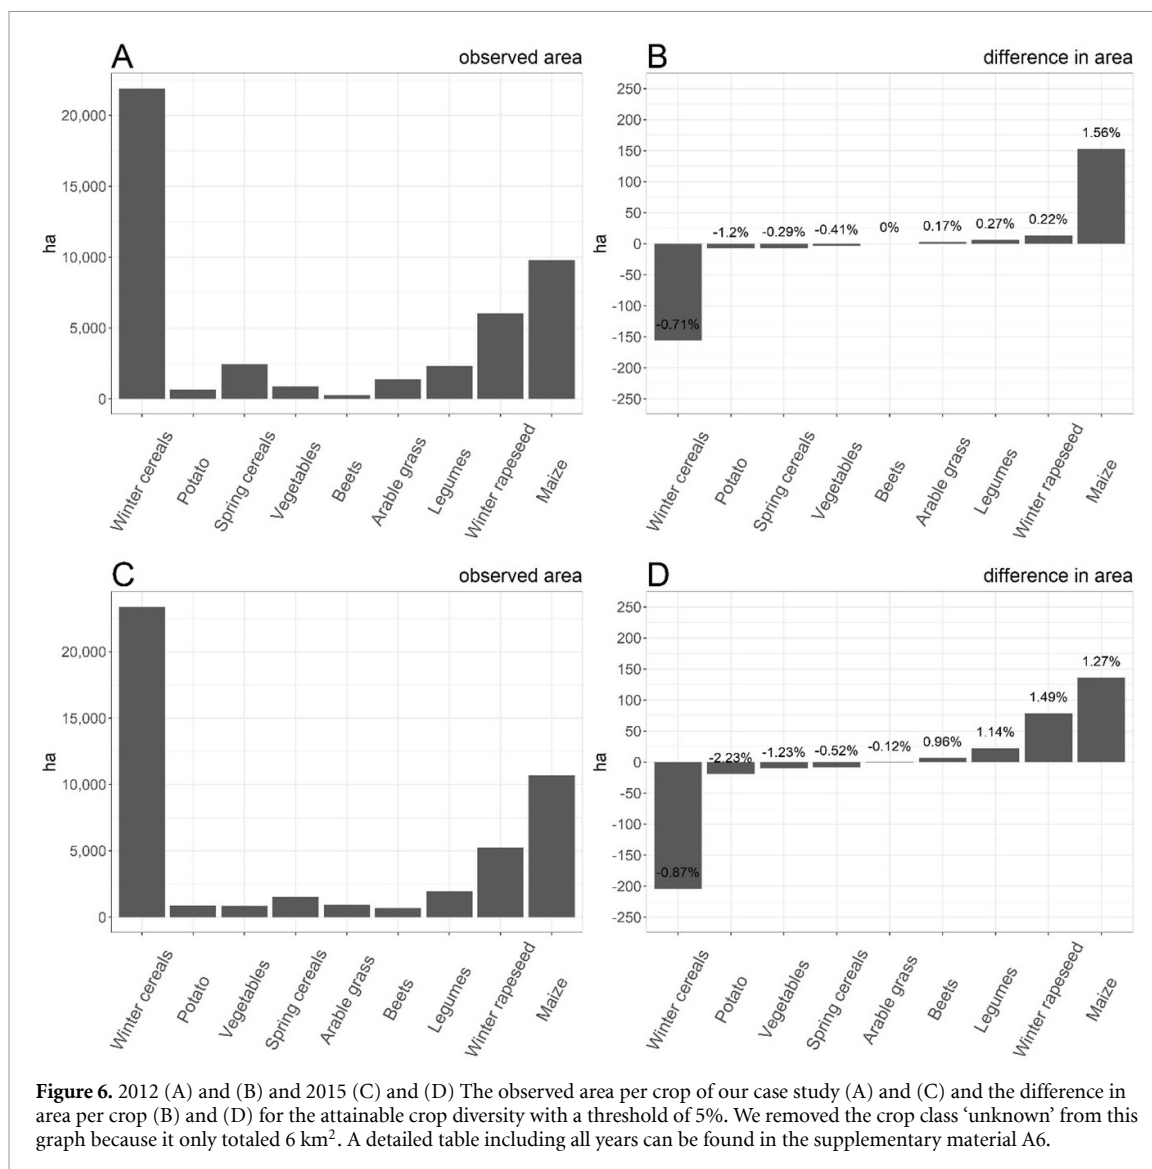 A
observed area
20,000
15,000
10,000
5,000
0
ha
Winter cereals
Potato
Spring cereals
Vegetables
Beets
Arable grass
Legumes
Winter rapeseed
Maize
B
difference in area
250
200
150
100
50
0
-50
-100
-150
-200
-250
ha
-0.71%
-1.2%
-0.29%
-0.41%
0%
0.17%
0.27%
0.22%
1.56%
Winter cereals
Potato
Spring cereals
Vegetables
Beets
Arable grass
Legumes
Winter rapeseed
Maize
C
observed area
20,000
15,000
10,000
5,000
0
ha
Winter cereals
Potato
Vegetables
Spring cereals
Arable grass
Beets
Legumes
Winter rapeseed
Maize
D
difference in area
250
200
150
100
50
0
-50
-100
-150
-200
-250
ha
-0.87%
-2.23%
-1.23%
-0.52%
-0.12%
0.96%
1.14%
1.49%
1.27%
Winter cereals
Potato
Vegetables
Spring cereals
Arable grass
Beets
Legumes
Winter rapeseed
Maize
Figure 6. 2012 (A) and (B) and 2015 (C) and (D) The observed area per crop of our case study (A) and (C) and the difference in
area per crop (B) and (D) for the attainable crop diversity with a threshold of 5%. We removed the crop class ‘unknown’ from this
graph because it only totaled 6 km². A detailed table including all years can be found in the supplementary material A6.